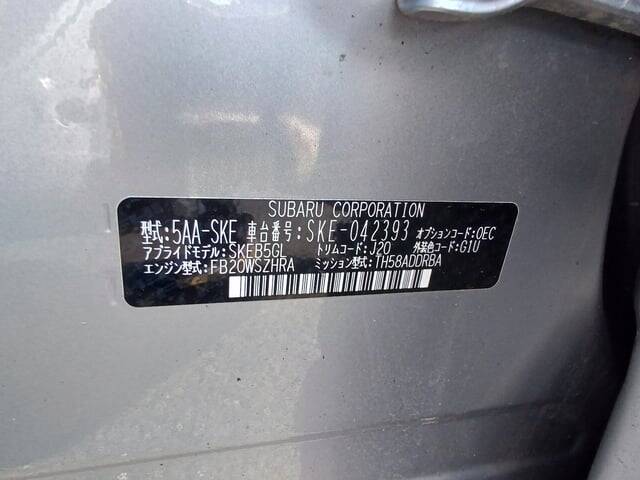 SUBARU CORPORATION
型式:5AA-SKE 車台番号:SKE-042393 オプションコード:OEC
アプライドモデル:SKEB5GL トリムコード:J20 外装色コード:G1U
エンジン型式:FB20WSZHRA ミッション型式:TH58ADDRBA